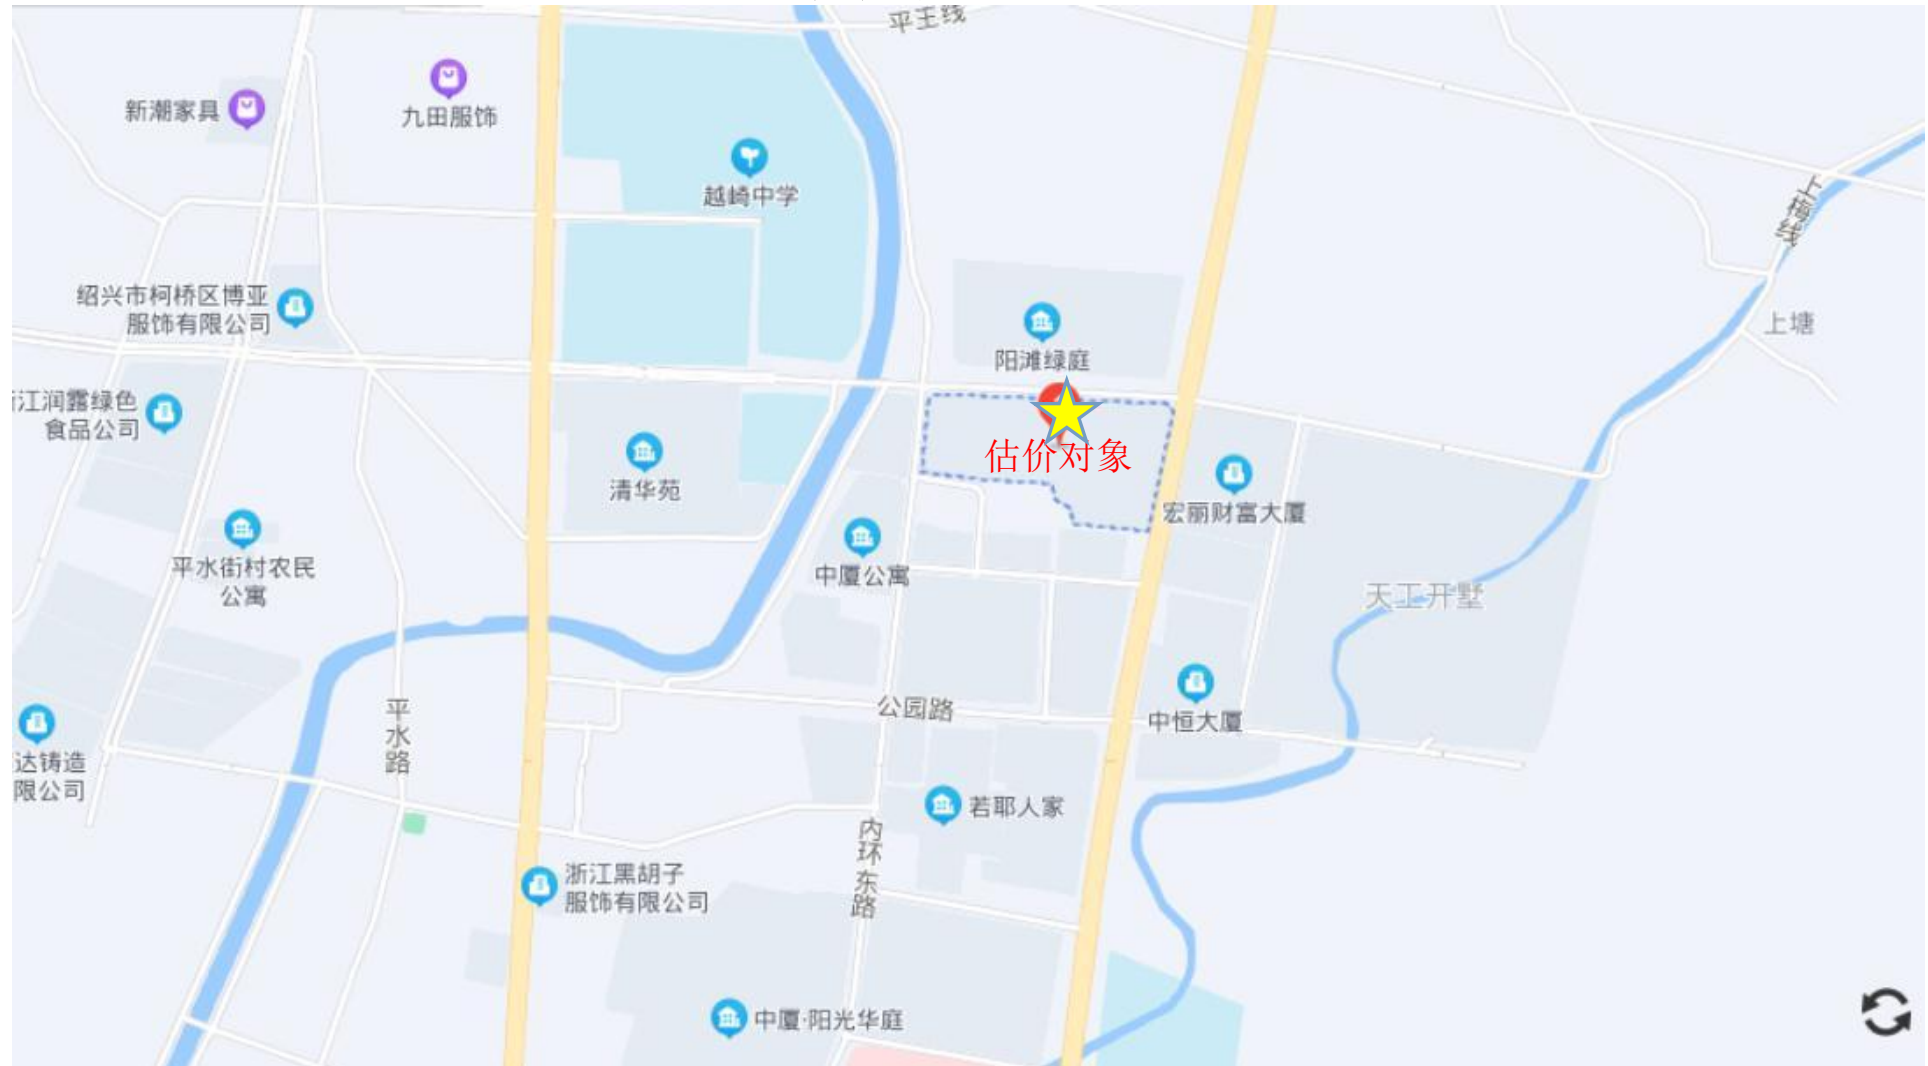 平王线
新潮家具
九田服饰
越崎中学
上梅线
绍兴市柯桥区博亚
服饰有限公司
上塘
阳滩绿庭
江润露绿色
食品公司
估价对象
清华苑
宏丽财富大厦
平水街村农民
公寓
中厦公寓
天工开墅
平水路
公园路
中恒大厦
达铸造
限公司
若耶人家
内环东路
浙江黑胡子
服饰有限公司
中厦·阳光华庭